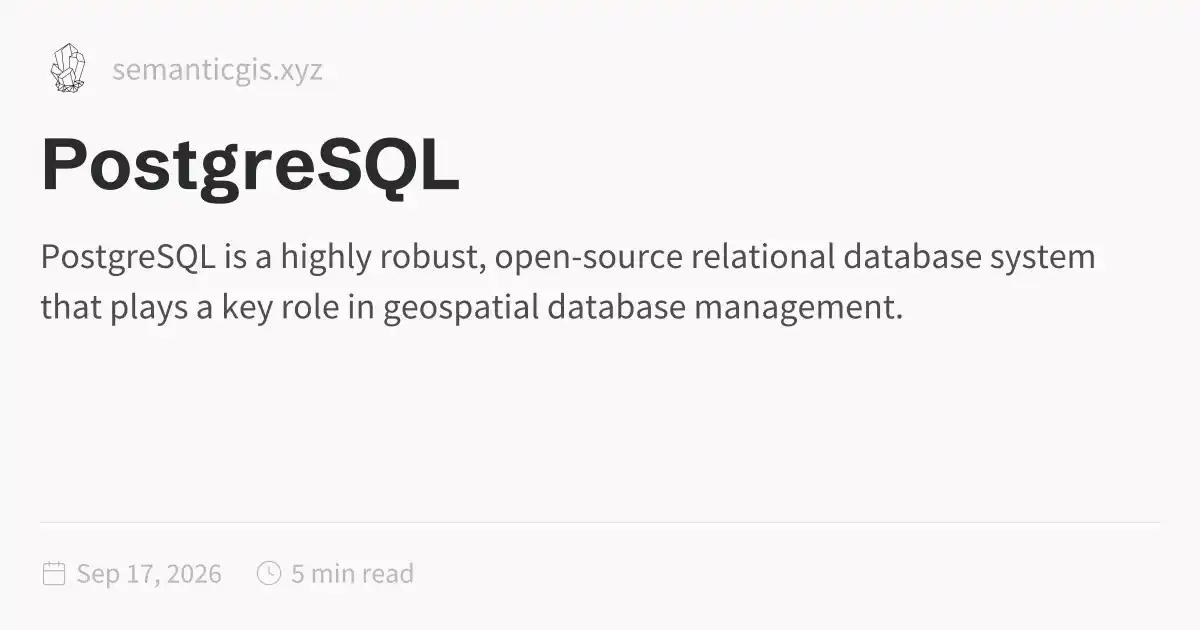 semanticgis.xyz
PostgreSQL
PostgreSQL is a highly robust, open-source relational database system
that plays a key role in geospatial database management.
Sep 17, 2026 5 min read